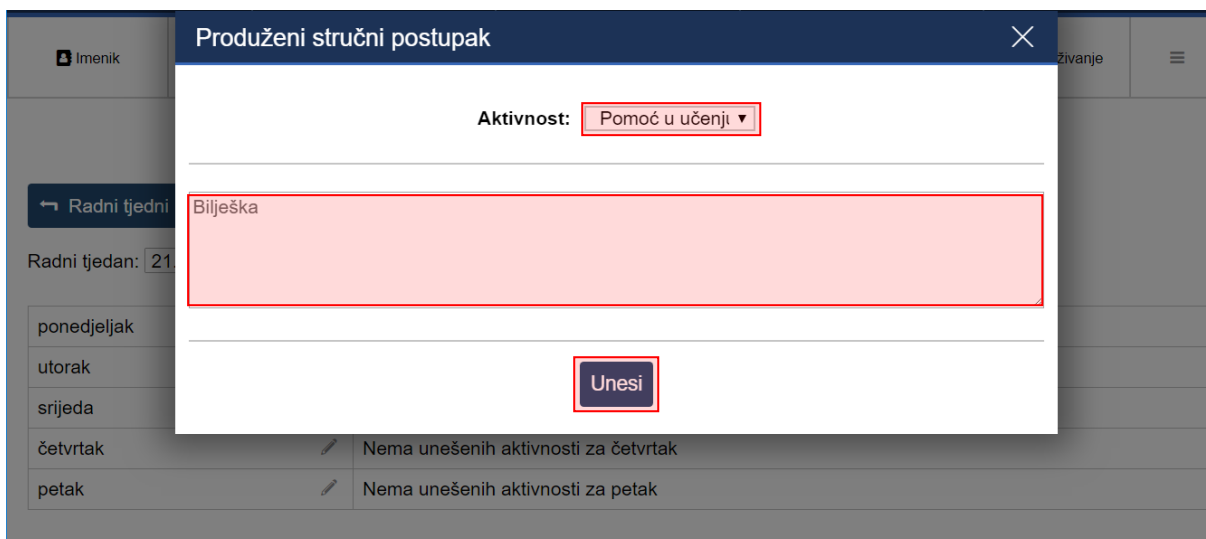 Produženi stručni postupak
Imenik
Aktivnost: Pomoć u učenju
Radni tjedni
Bilješka
Radni tjedan: 21.
ponedjeljak
utorak
Unesi
srijeda
četvrtak Nema unešenih aktivnosti za četvrtak
petak Nema unešenih aktivnosti za petak